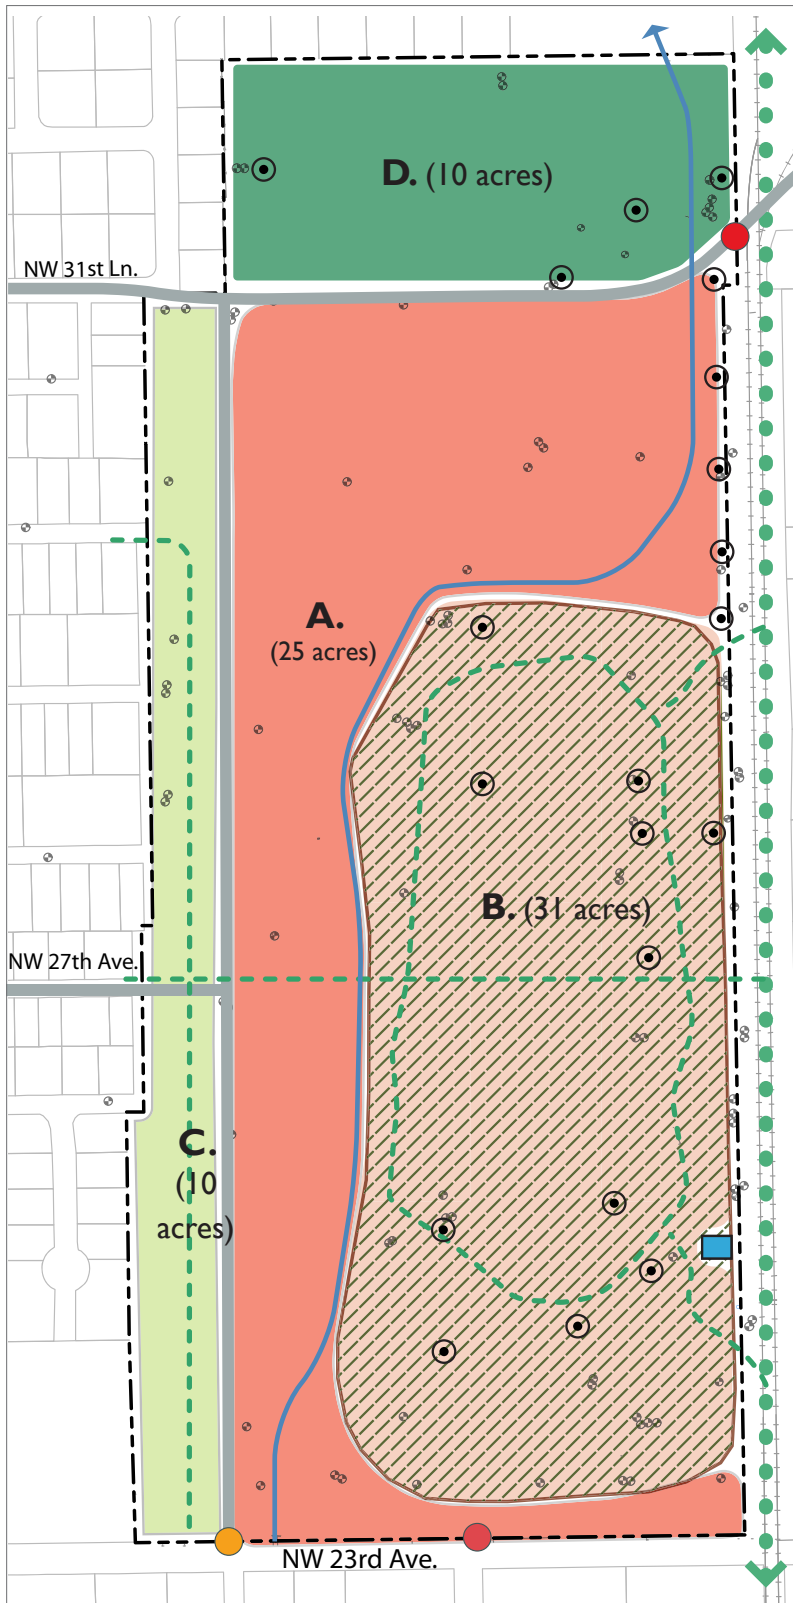 D. (10 acres)
NW 31st Ln.
A.
(25 acres)
B. (31 acres)
NW 27th Ave.
C.
(10
acres)
NW 23rd Ave.